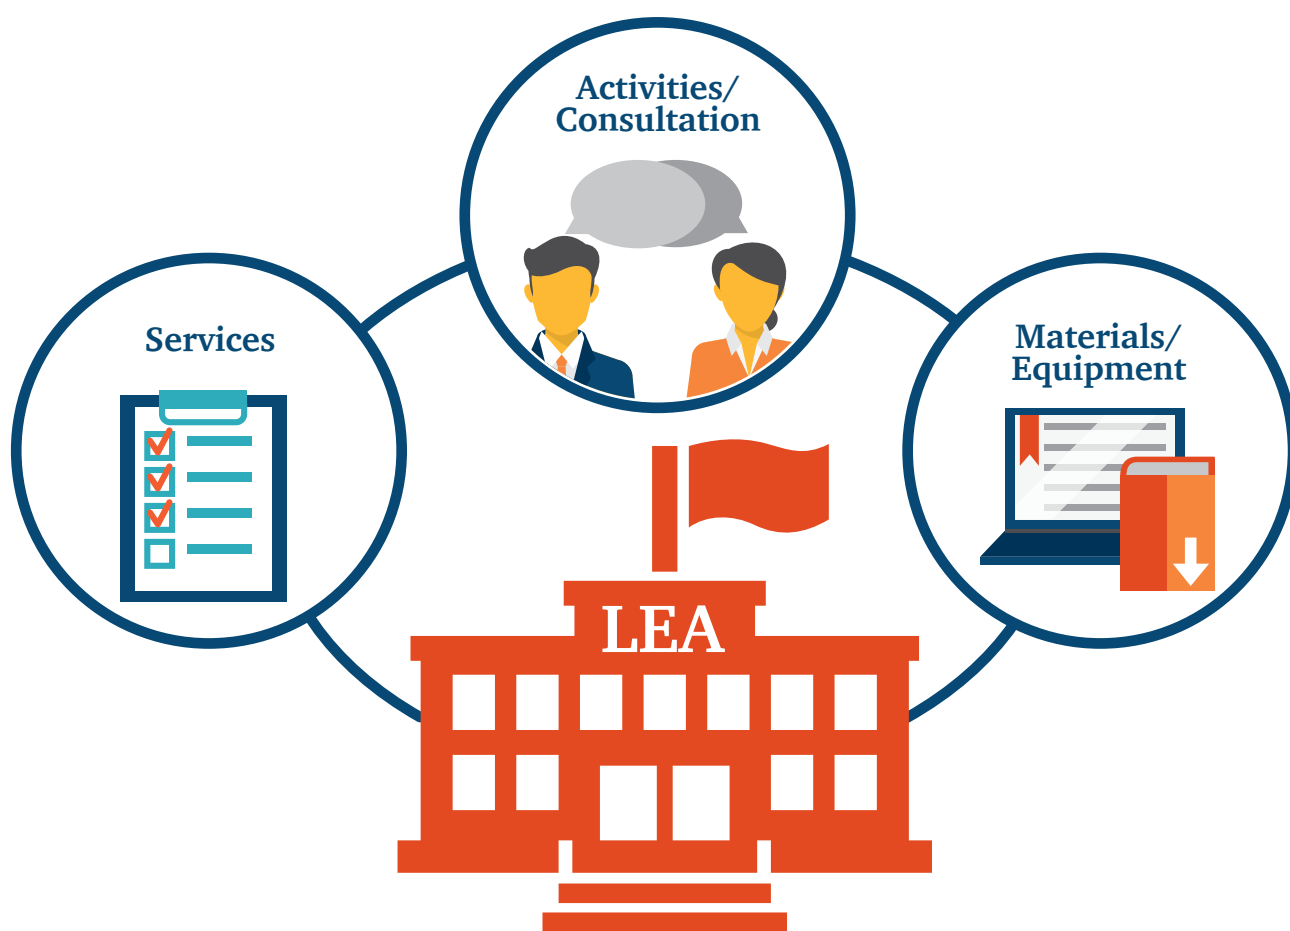 Activities/
Consultation
Services
Materials/
Equipment
LEA